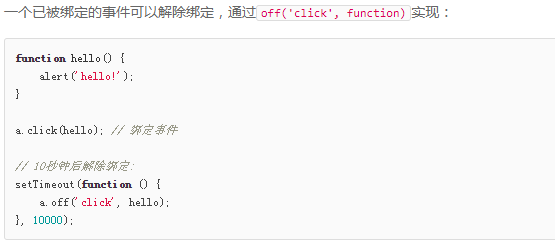 一个已被绑定的事件可以解除绑定，通过off('click', function)实现：
function hello() {
    alert('hello!');
}
a.click(hello); // 绑定事件
// 10秒钟后解除绑定:
setTimeout(function () {
    a.off('click', hello);
}, 10000);